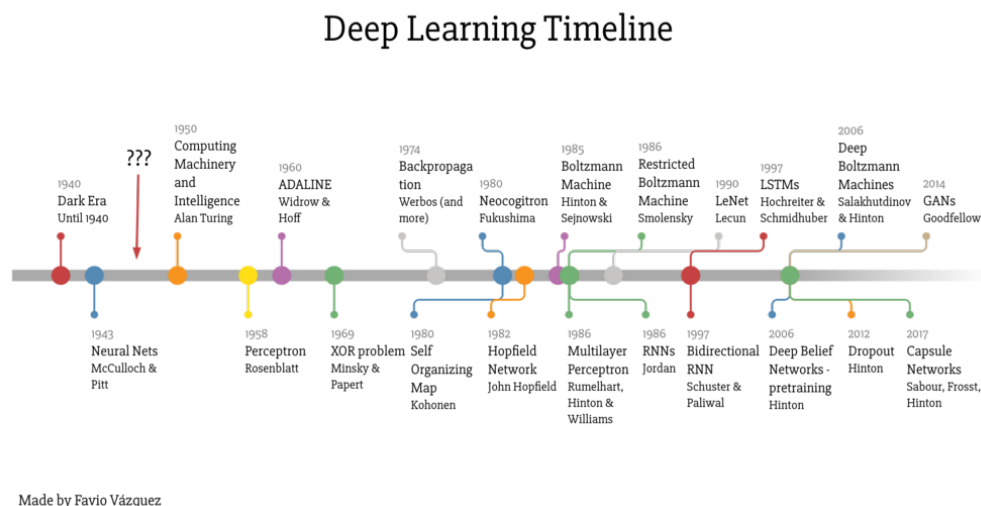 Deep Learning Timeline
???
1940
Dark Era
Until 1940
1950
Computing
Machinery
and
Intelligence
Alan Turing
1960
ADALINE
Widrow &
Hoff
1974
Backpropaga
tion
Werbos (and
more)
1980
Neocogitron
Fukushima
1985
Boltzmann
Machine
Hinton &
Sejnowski
1986
Restricted
Boltzmann
Machine
Smolensky
1990
LeNet
Lecun
1997
LSTMs
Hochreiter &
Schmidhuber
2006
Deep
Boltzmann
Machines
Salakhutdinov
& Hinton
2014
GANs
Goodfellow
1943
Neural Nets
McCulloch &
Pitt
1958
Perceptron
Rosenblatt
1969
XOR problem
Minsky &
Papert
1980
Self
Organizing
Map
Kohonen
1982
Hopfield
Network
John Hopfield
1986
Multilayer
Perceptron
Rumelhart,
Hinton &
Williams
1986
RNNs
Jordan
1997
Bidirectional
RNN
Schuster &
Paliwal
2006
Deep Belief
Networks -
pretraining
Hinton
2012
Dropout
Hinton
2017
Capsule
Networks
Sabour, Frosst,
Hinton
Made by Favio Vázquez